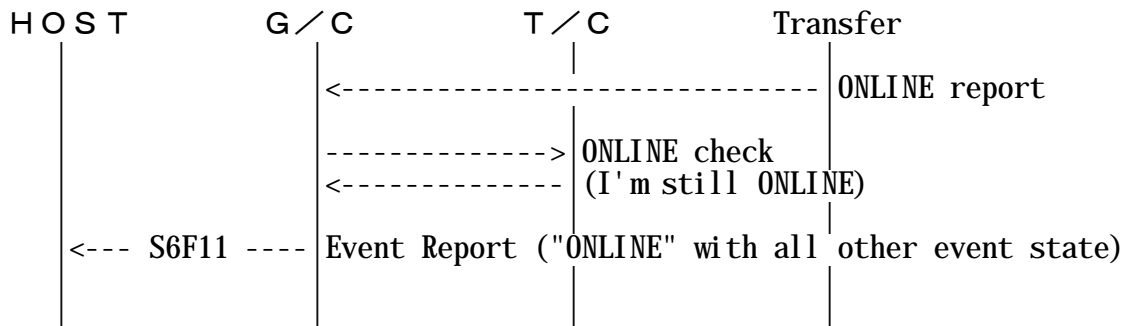 ＨＯＳＴ Ｇ／Ｃ Ｔ／Ｃ Transfer
<------------------------------ ONLINE report
--------------> ONLINE check
<--------------- (I'm still ONLINE)
<--- S6F11 ---- Event Report ("ONLINE" with all other event state)